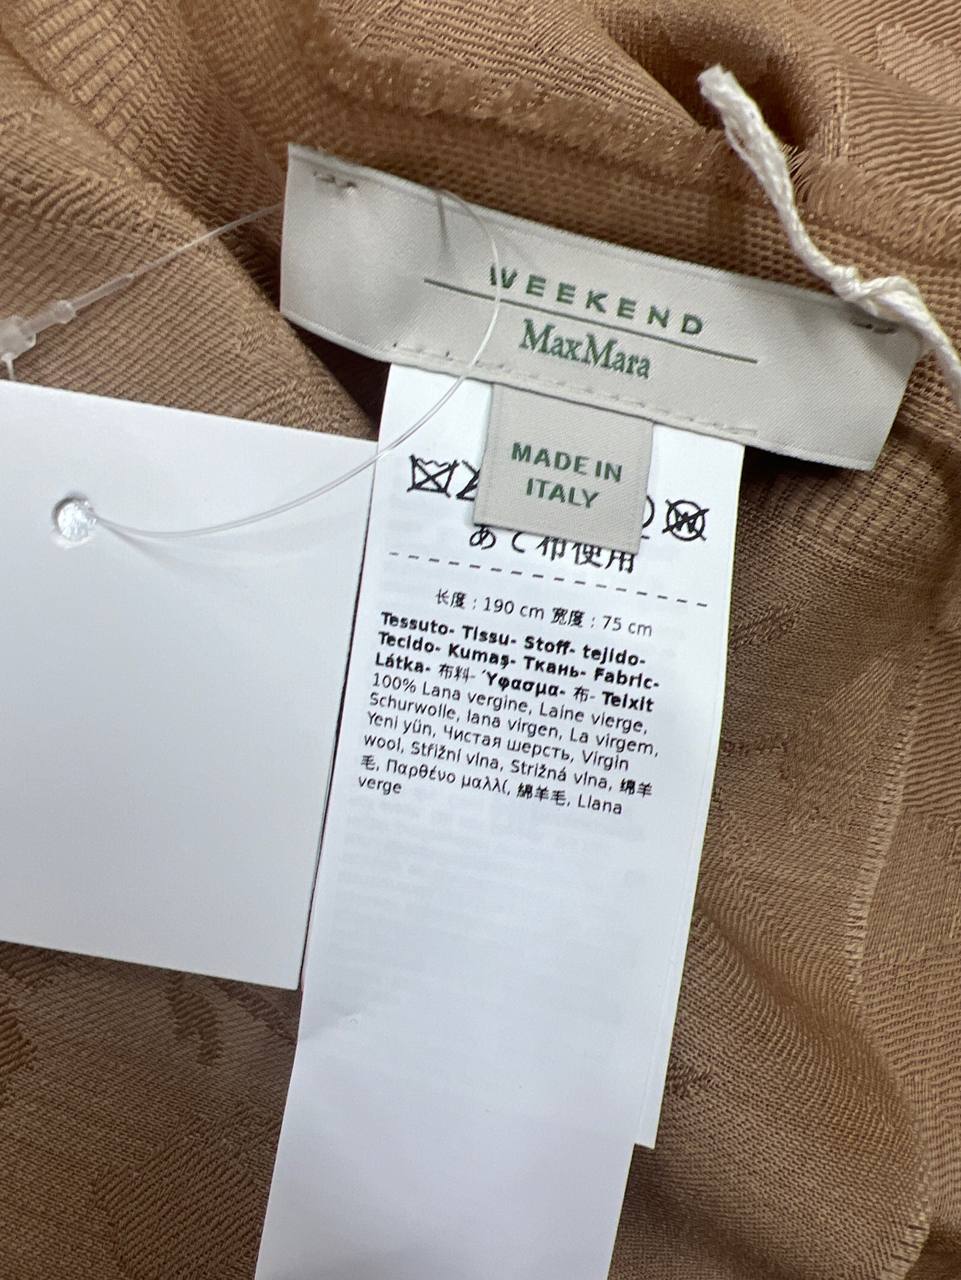 WEEKEND
MaxMara
MADE IN
ITALY
あて布使用
长度 : 190 cm 宽度 : 75 cm
Tessuto- Tissu- Stoff- tejido-
Tecido- Kumaş- Ткань- Fabric-
Látka- 布料- Ύφασμα- 布- Teixit
100% Lana vergine, Laine vierge,
Schurwolle, lana virgen, La virgem,
Yeni yün, Чистая шерсть, Virgin
wool, Střižní vlna, Strižná vlna, 绵羊
毛, Παρθένο μαλλί, 綿羊毛, Llana
verge